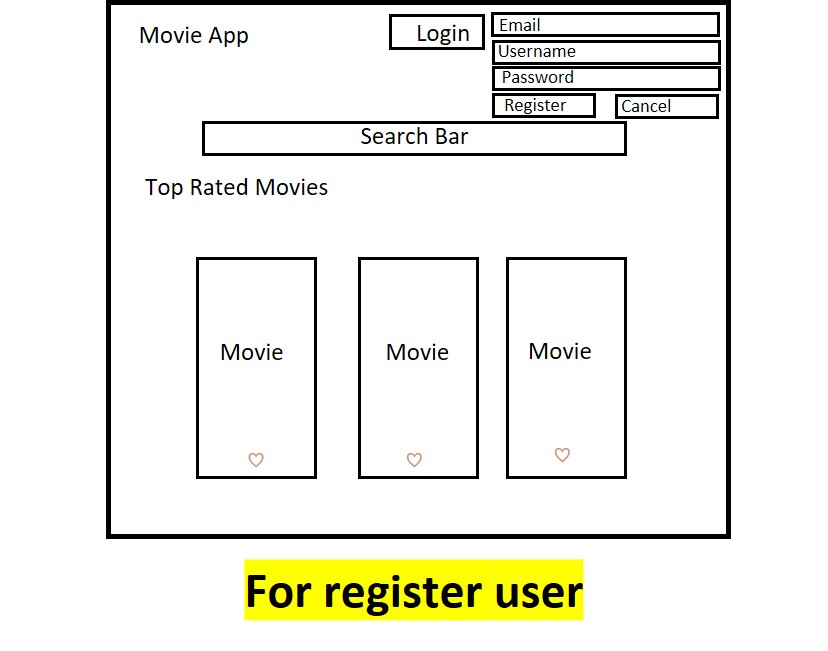 Movie App
Login
Email
Username
Password
Register
Cancel
Search Bar
Top Rated Movies
Movie
Movie
Movie
For register user